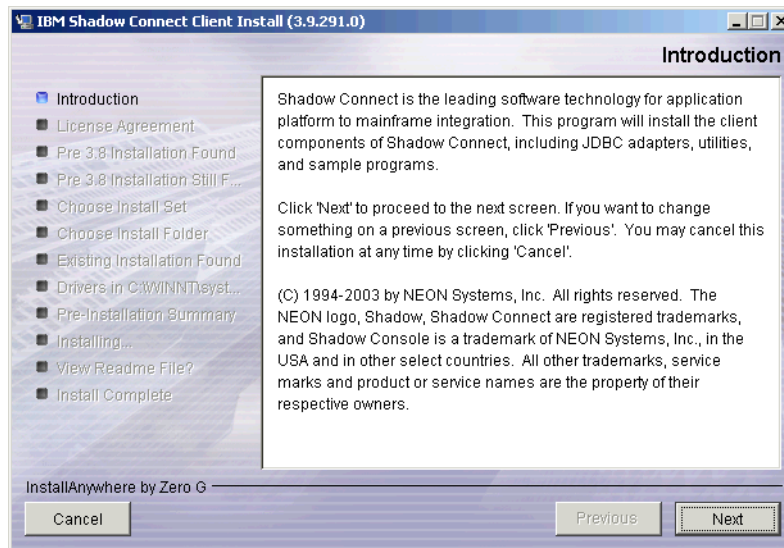 IBM Shadow Connect Client Install (3.9.291.0)
Introduction
Introduction
License Agreement
Pre 3.8 Installation Found
Pre 3.8 Installation Still F...
Choose Install Set
Choose Install Folder
Existing Installation Found
Drivers in C:\WINNT\syst...
Pre-Installation Summary
Installing...
View Readme File?
Install Complete
Shadow Connect is the leading software technology for application
platform to mainframe integration.  This program will install the client
components of Shadow Connect, including JDBC adapters, utilities,
and sample programs.
Click 'Next' to proceed to the next screen. If you want to change
something on a previous screen, click 'Previous'.  You may cancel this
installation at any time by clicking 'Cancel'.
(C) 1994-2003 by NEON Systems, Inc.  All rights reserved.  The
NEON logo, Shadow, Shadow Connect are registered trademarks,
and Shadow Console is a trademark of NEON Systems, Inc., in the
USA and in other select countries.  All other trademarks, service
marks and product or service names are the property of their
respective owners.
InstallAnywhere by Zero G
Cancel
Previous
Next